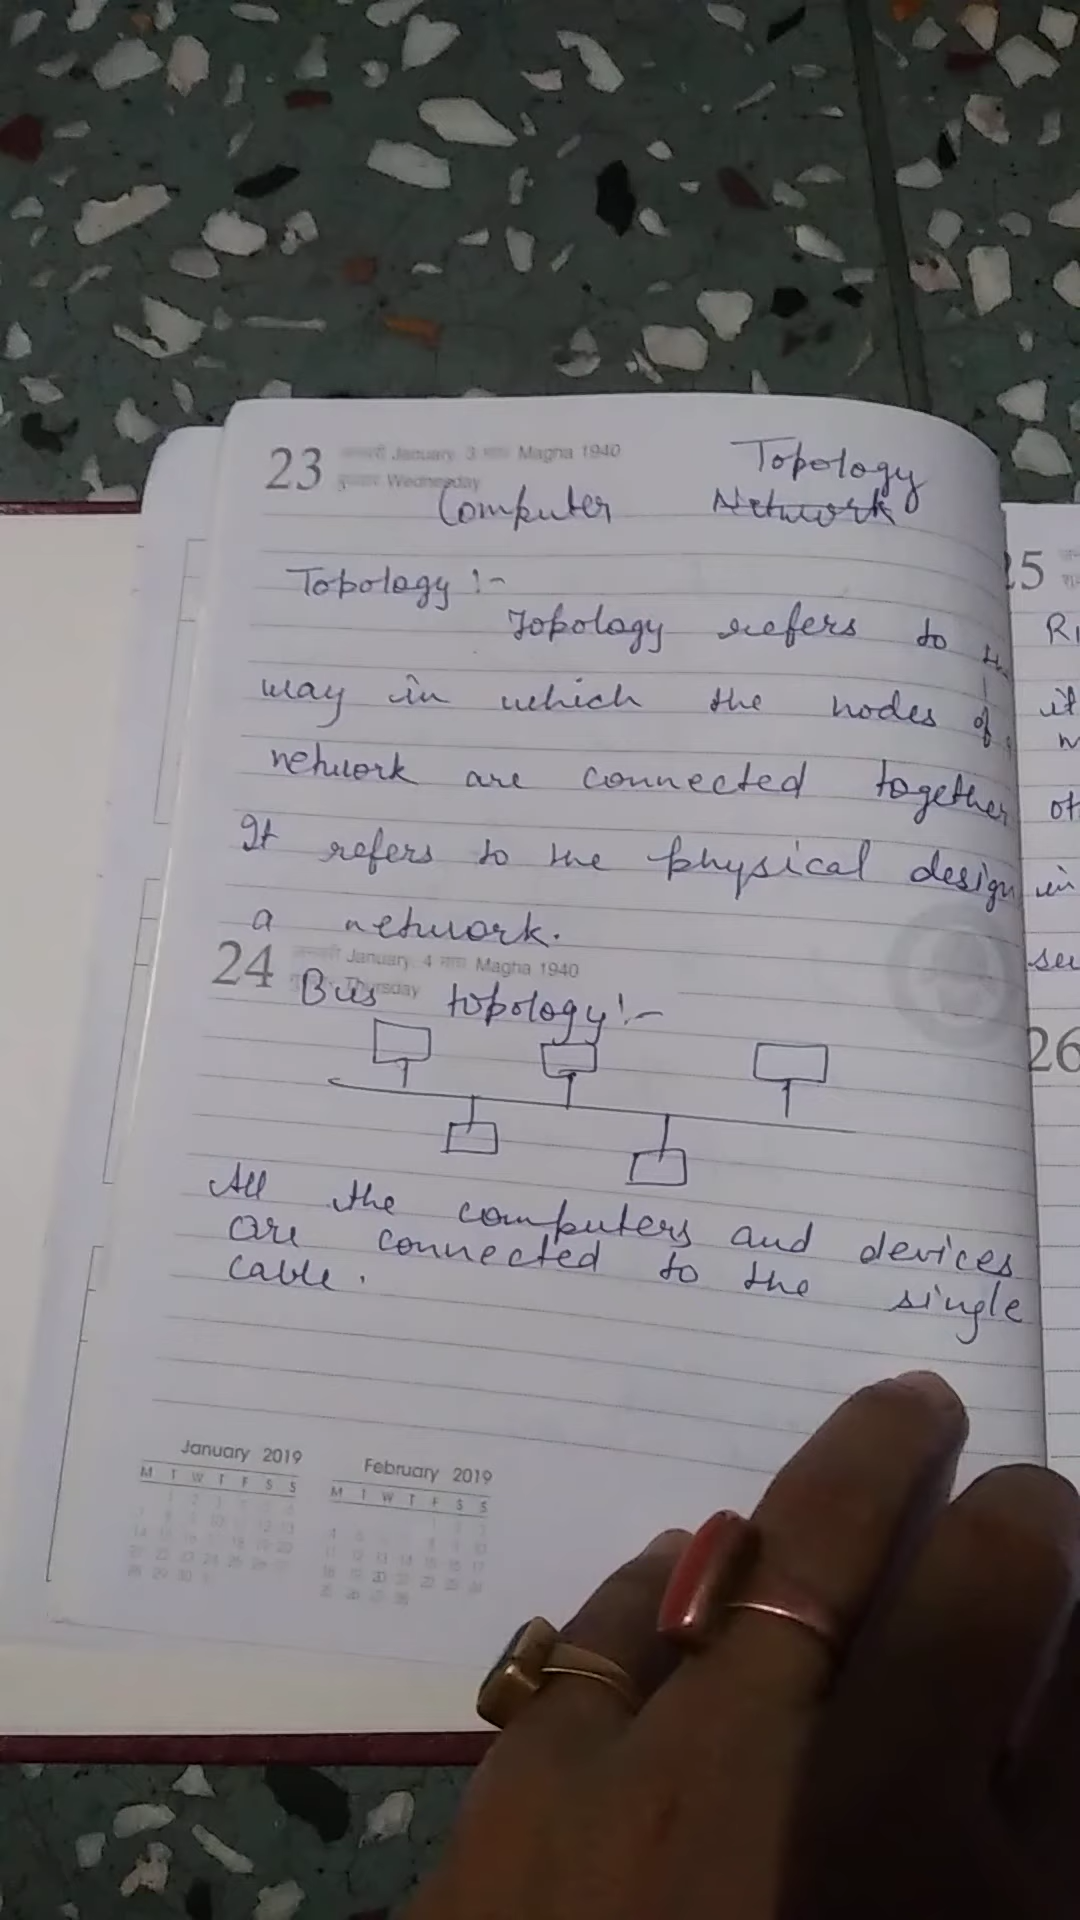 23 January 3 Magha 1940
Wednesday
Topology
Computer Network
Topology :-
Topology refers to the
way in which the nodes of
network are connected together
It refers to the physical design
a network.
24 January 4 Magha 1940
Thursday
Bus topology :-
All the computers and devices
are connected to the single
cable.
January 2019
M T W T F S S
February 2019
M T W T F S S
25
26